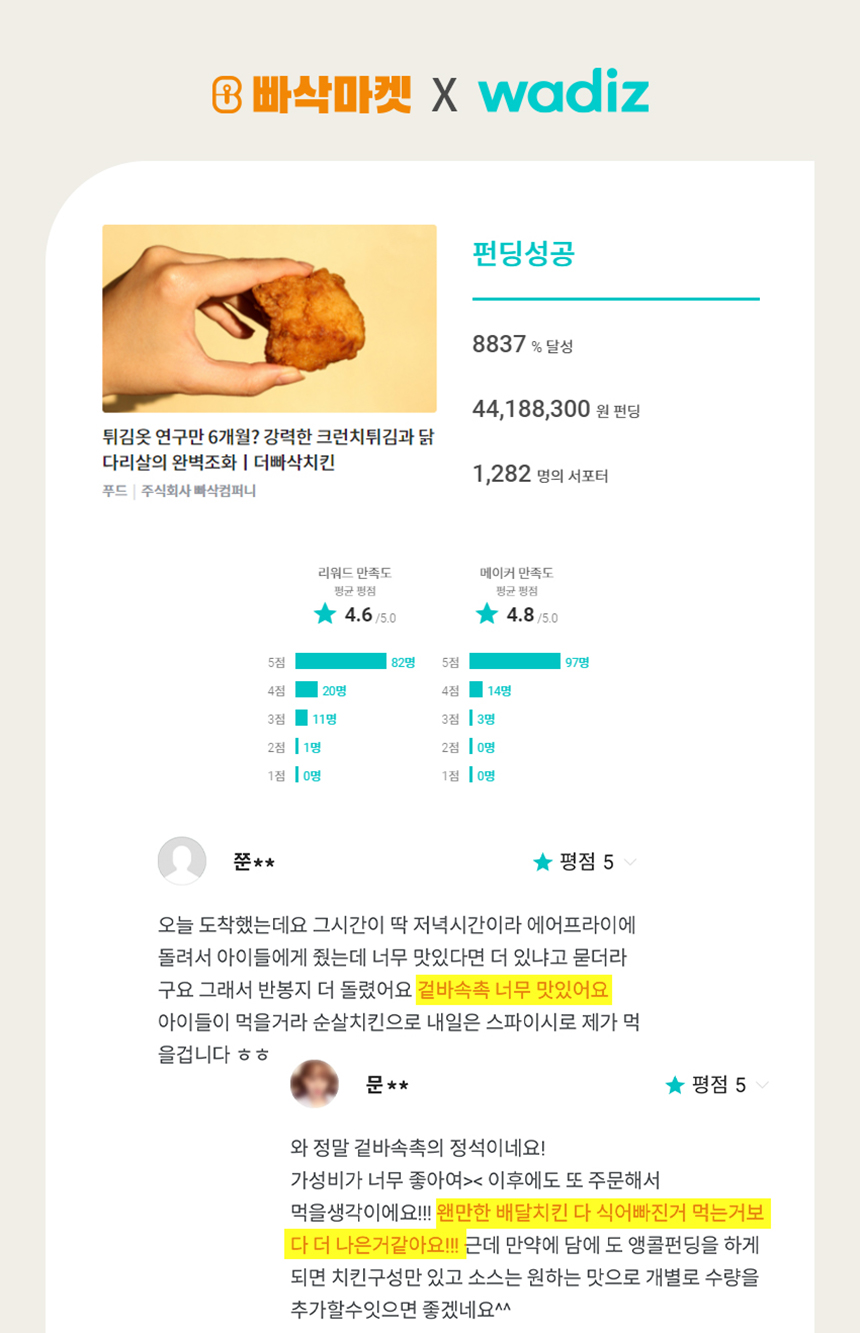 빠삭마켓 X wadiz
튀김옷 연구만 6개월? 강력한 크런치튀김과 닭
다리살의 완벽조화 | 더빠삭치킨
푸드 | 주식회사 빠삭컴퍼니
펀딩성공
8837 % 달성
44,188,300 원 펀딩
1,282 명의 서포터
리워드 만족도
평균 평점
★ 4.6 /5.0
5점 82명
4점 20명
3점 11명
2점 1명
1점 0명
메이커 만족도
평균 평점
★ 4.8 /5.0
5점 97명
4점 14명
3점 3명
2점 0명
1점 0명
쭌** ★ 평점 5
오늘 도착했는데요 그시간이 딱 저녁시간이라 에어프라이에
돌려서 아이들에게 줬는데 너무 맛있다면 더 있냐고 묻더라
구요 그래서 반봉지 더 돌렸어요 겉바속촉 너무 맛있어요
아이들이 먹을거라 순살치킨으로 내일은 스파이시로 제가 먹
을겁니다 ㅎㅎ
문** ★ 평점 5
와 정말 겉바속촉의 정석이네요!
가성비가 너무 좋아여>< 이후에도 또 주문해서
먹을생각이에요!!! 왠만한 배달치킨 다 식어빠진거 먹는거보
다 더 나은거같아요!!! 근데 만약에 담에 도 앵콜펀딩을 하게
되면 치킨구성만 있고 소스는 원하는 맛으로 개별로 수량을
추가할수잇으면 좋겠네요^^